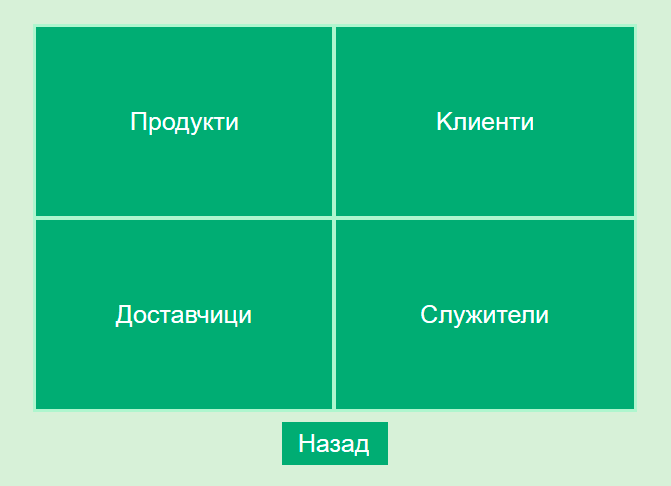 Продукти
Клиенти
Доставчици
Служители
Назад